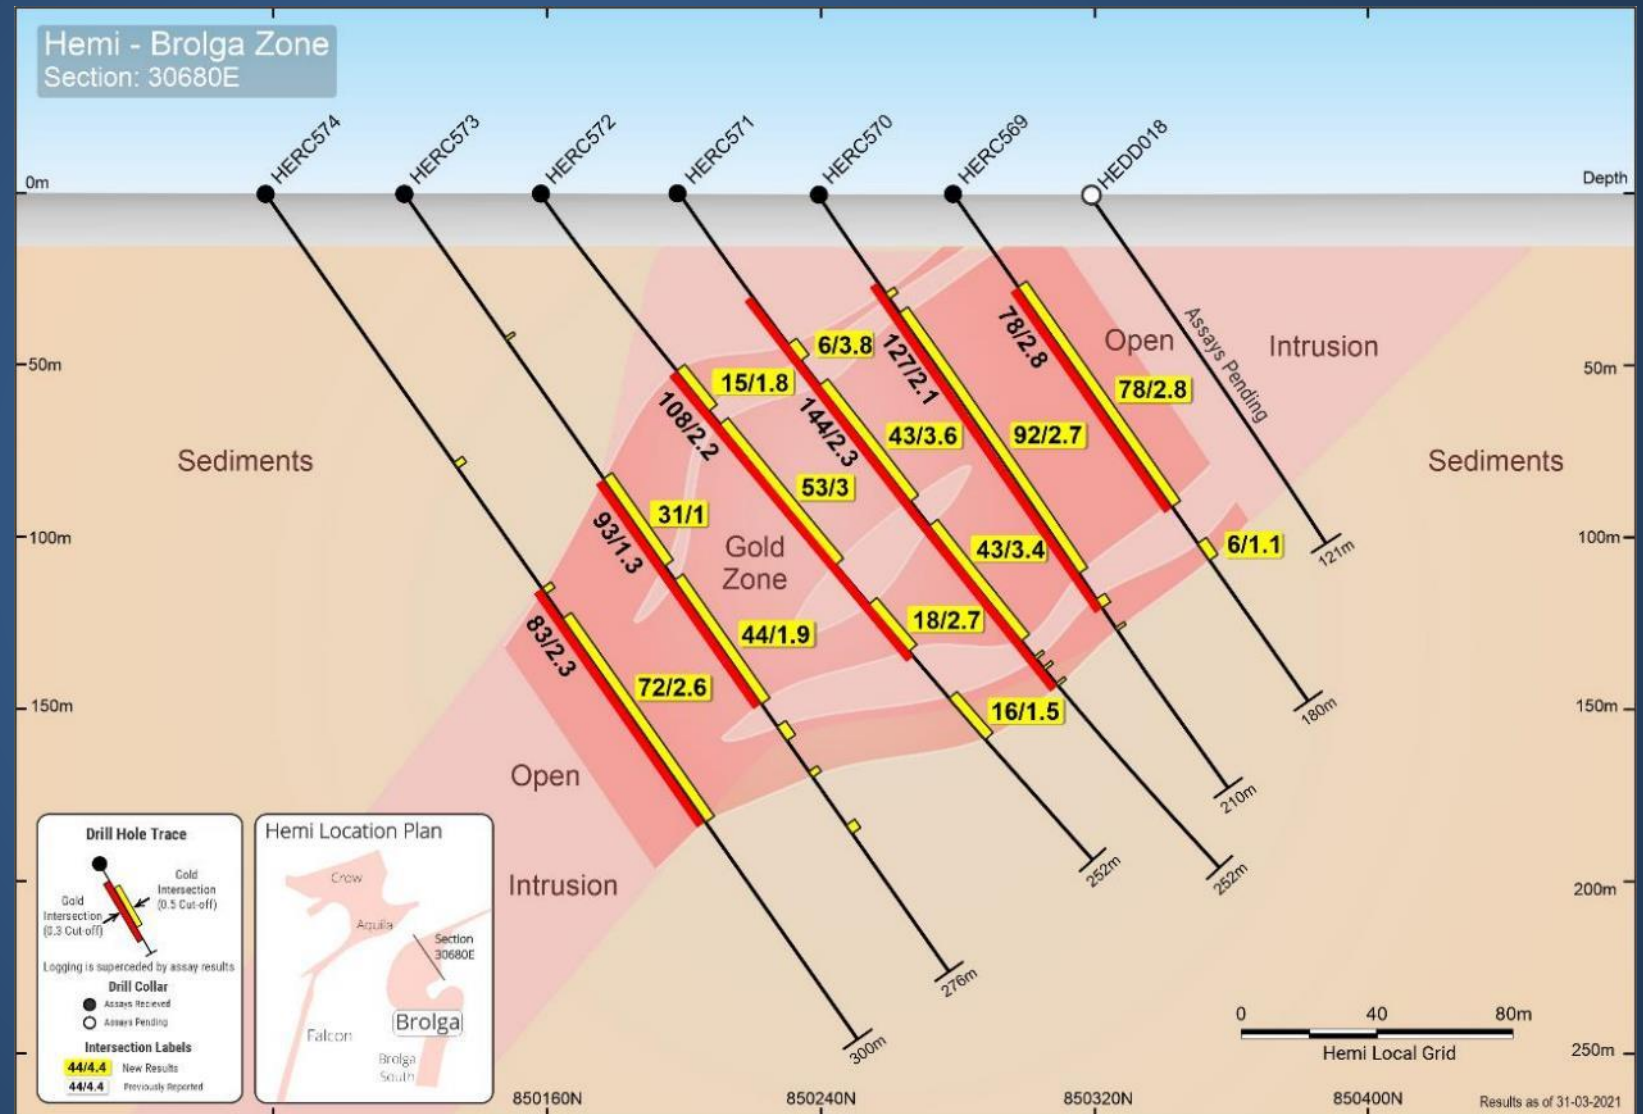 Hemi - Brolga Zone
Section: 30680E
HERC574
HERC573
HERC572
HERC571
HERC570
HERC569
HEDD018
0m
Depth
50m
50m
100m
100m
150m
150m
200m
250m
Sediments
Sediments
Open
Intrusion
Assays Pending
Gold
Zone
Open
Intrusion
6/3.8
15/1.8
78/2.8
127/2.1
78/2.8
108/2.2
144/2.3
43/3.6
92/2.7
53/3
31/1
93/1.3
43/3.4
6/1.1
18/2.7
44/1.9
83/2.3
72/2.6
16/1.5
121m
180m
210m
252m
252m
276m
300m
Drill Hole Trace
Gold
Intersection
(0.5 Cut-off)
Gold
Intersection
(0.3 Cut-off)
Logging is superceded by assay results
Drill Collar
Assays Recieved
Assays Pending
Intersection Labels
44/4.4 New Results
44/4.4 Previously Reported
Hemi Location Plan
Crow
Aquila
Section
30680E
Falcon
Brolga
Brolga
South
0 40 80m
Hemi Local Grid
850160N
850240N
850320N
850400N
Results as of 31-03-2021